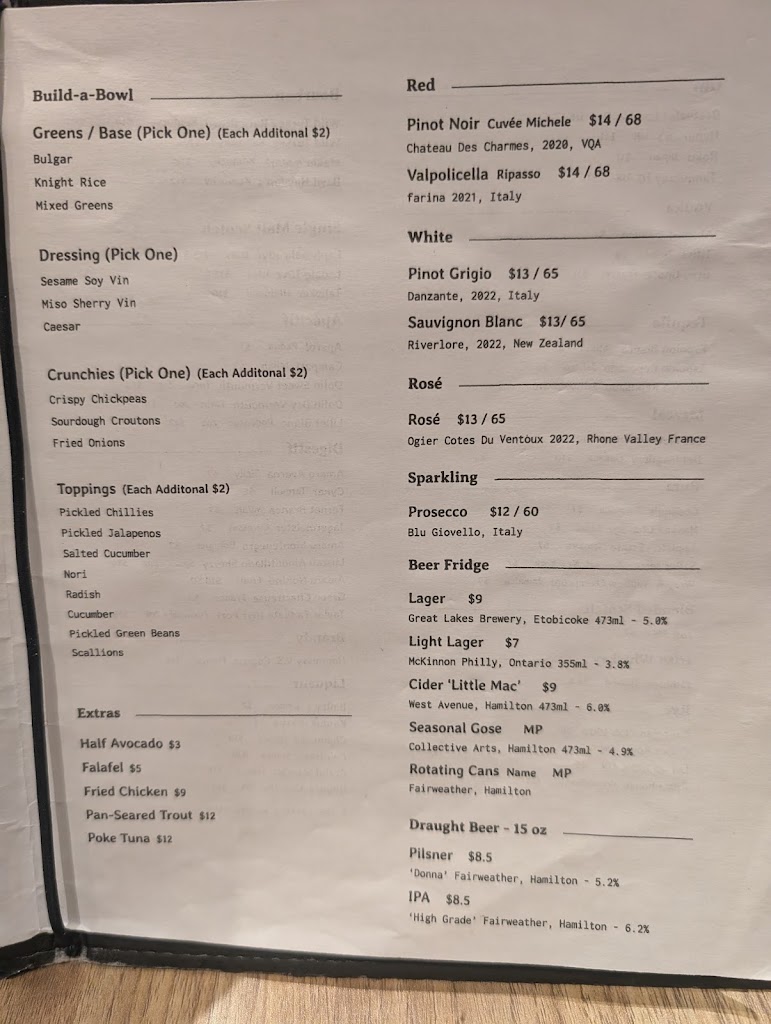 Build-a-Bowl
Greens / Base (Pick One) (Each Additonal $2)
Bulgar
Knight Rice
Mixed Greens
Dressing (Pick One)
Sesame Soy Vin
Miso Sherry Vin
Caesar
Crunchies (Pick One) (Each Additonal $2)
Crispy Chickpeas
Sourdough Croutons
Fried Onions
Toppings (Each Additonal $2)
Pickled Chillies
Pickled Jalapenos
Salted Cucumber
Nori
Radish
Cucumber
Pickled Green Beans
Scallions
Extras
Half Avocado $3
Falafel $5
Fried Chicken $9
Pan-Seared Trout $12
Poke Tuna $12
Red
Pinot Noir Cuvée Michele $14 / 68
Chateau Des Charmes, 2020, VQA
Valpolicella Ripasso $14 / 68
farina 2021, Italy
White
Pinot Grigio $13 / 65
Danzante, 2022, Italy
Sauvignon Blanc $13/ 65
Riverlore, 2022, New Zealand
Rosé
Rosé $13 / 65
Ogier Cotes Du Ventoux 2022, Rhone Valley France
Sparkling
Prosecco $12 / 60
Blu Giovello, Italy
Beer Fridge
Lager $9
Great Lakes Brewery, Etobicoke 473ml - 5.0%
Light Lager $7
McKinnon Philly, Ontario 355ml - 3.8%
Cider 'Little Mac' $9
West Avenue, Hamilton 473ml - 6.0%
Seasonal Gose MP
Collective Arts, Hamilton 473ml - 4.9%
Rotating Cans Name MP
Fairweather, Hamilton
Draught Beer - 15 oz
Pilsner $8.5
'Donna' Fairweather, Hamilton - 5.2%
IPA $8.5
'High Grade' Fairweather, Hamilton - 6.2%